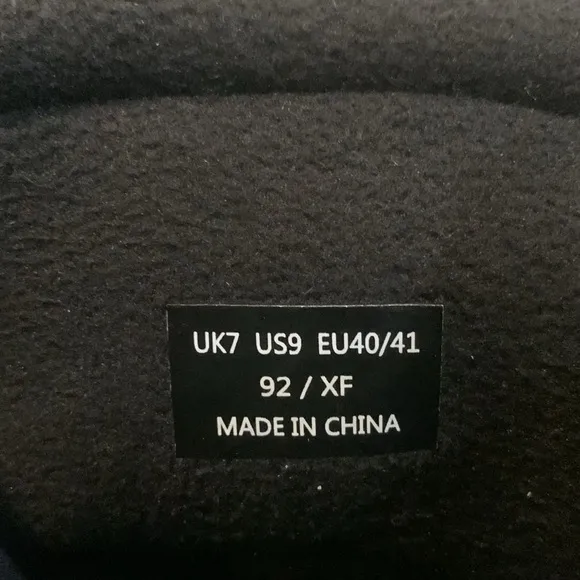 UK7 US9 EU40/41
92 / XF
MADE IN CHINA